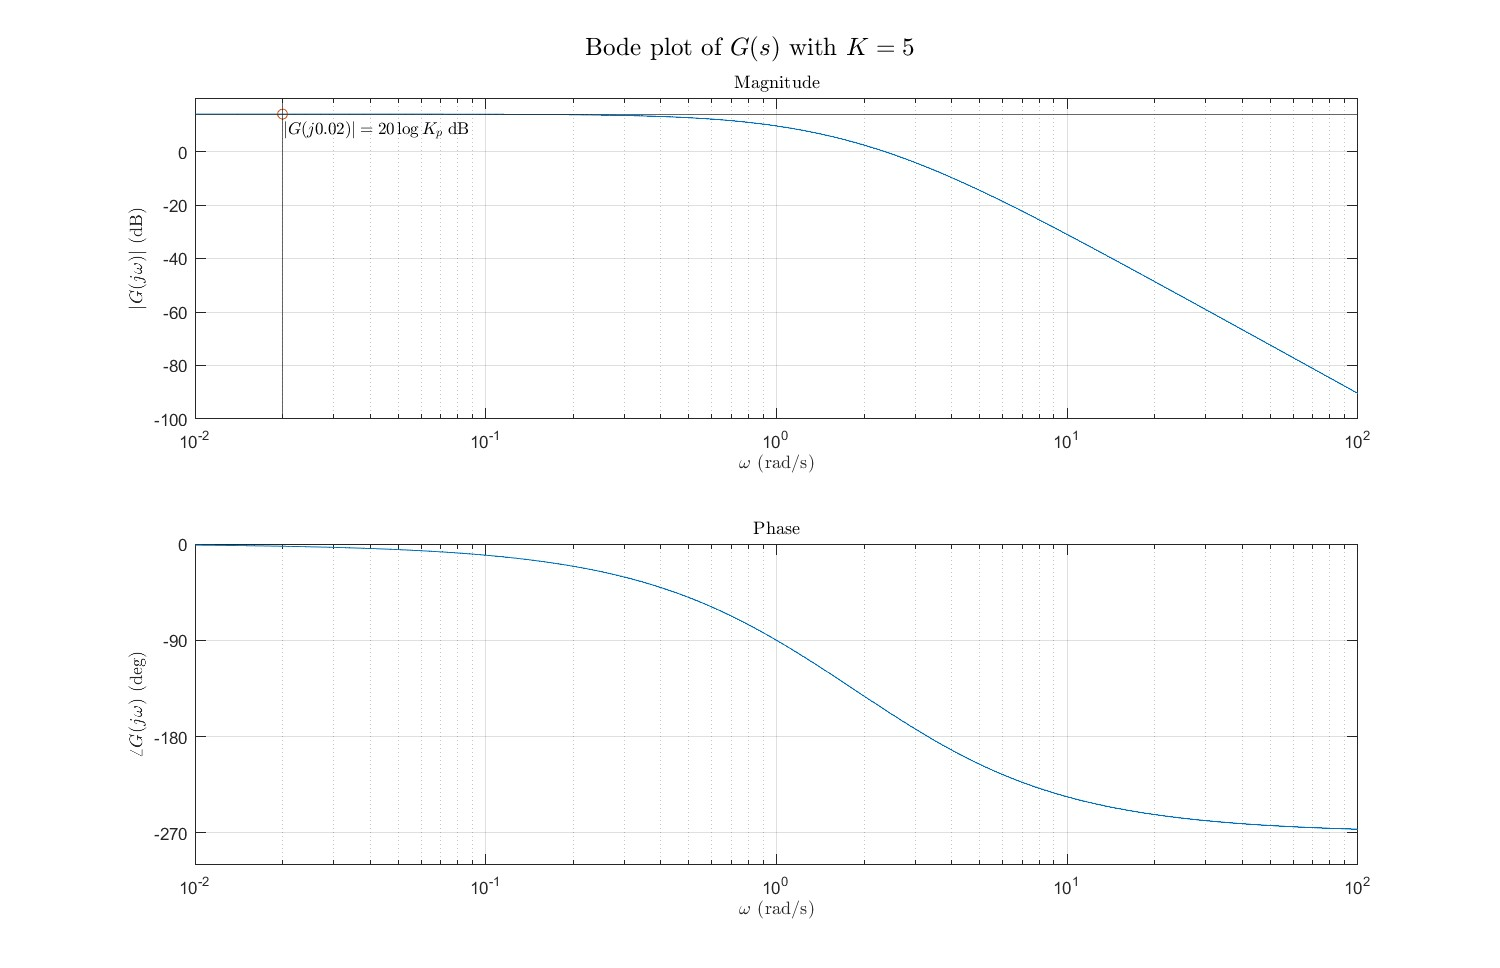 Bode plot of G(s) with K = 5
Magnitude
|G(j0.02)| = 20 log K_p dB
|G(jω)| (dB)
0
-20
-40
-60
-80
-100
10^-2 10^-1 10^0 10^1 10^2
ω (rad/s)
Phase
∠G(jω) (deg)
0
-90
-180
-270
10^-2 10^-1 10^0 10^1 10^2
ω (rad/s)